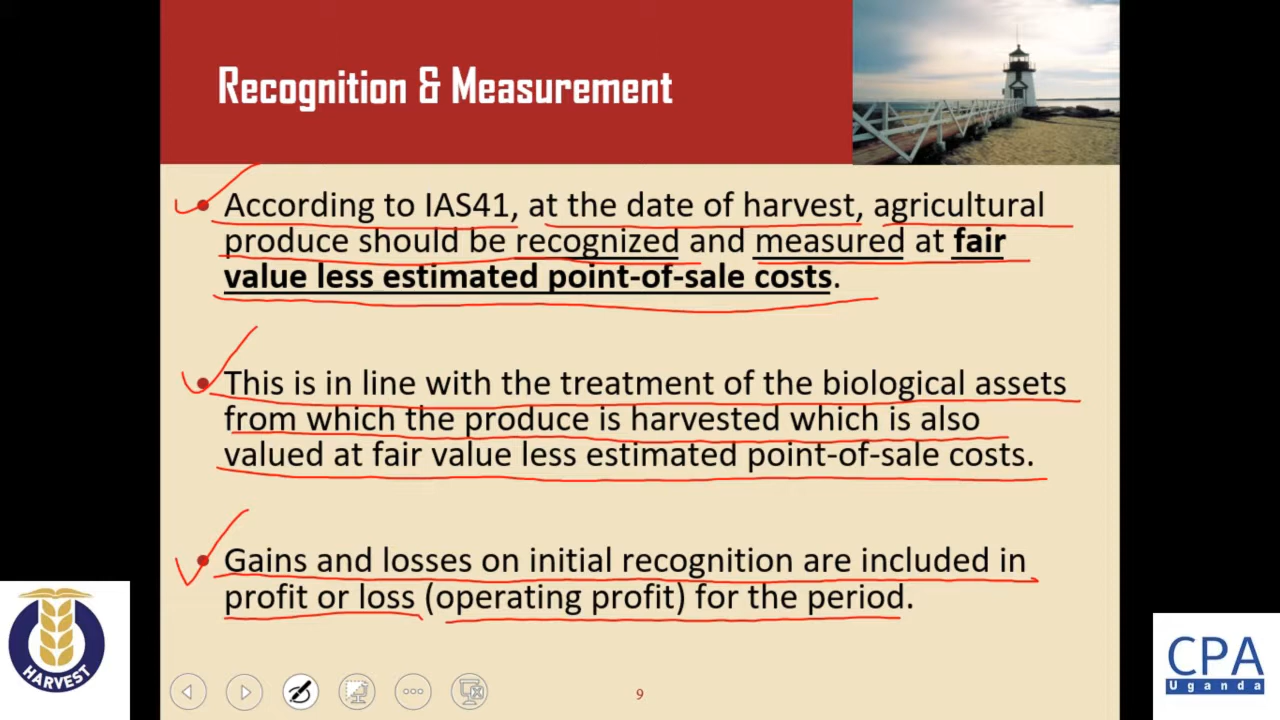 Recognition & Measurement
According to IAS41, at the date of harvest, agricultural
produce should be recognized and measured at fair
value less estimated point-of-sale costs.
This is in line with the treatment of the biological assets
from which the produce is harvested which is also
valued at fair value less estimated point-of-sale costs.
Gains and losses on initial recognition are included in
profit or loss (operating profit) for the period.
HARVEST
9
CPA
Uganda